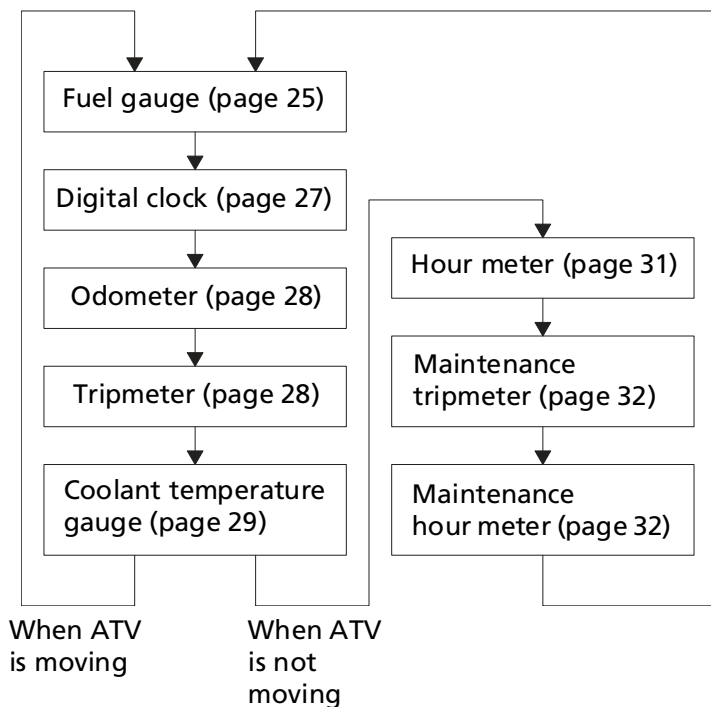 Fuel gauge (page 25)
Digital clock (page 27)
Odometer (page 28)
Tripmeter (page 28)
Coolant temperature
gauge (page 29)
When ATV
is moving
When ATV
is not
moving
Hour meter (page 31)
Maintenance
tripmeter (page 32)
Maintenance
hour meter (page 32)